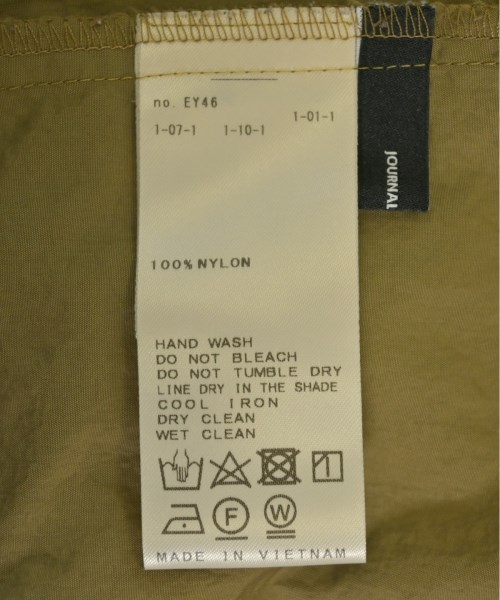 no. EY46
1-01-1
1-07-1 1-10-1
JOURNAL
100% NYLON
HAND WASH
DO NOT BLEACH
DO NOT TUMBLE DRY
LINE DRY IN THE SHADE
COOL IRON
DRY CLEAN
WET CLEAN
F W
MADE IN VIETNAM